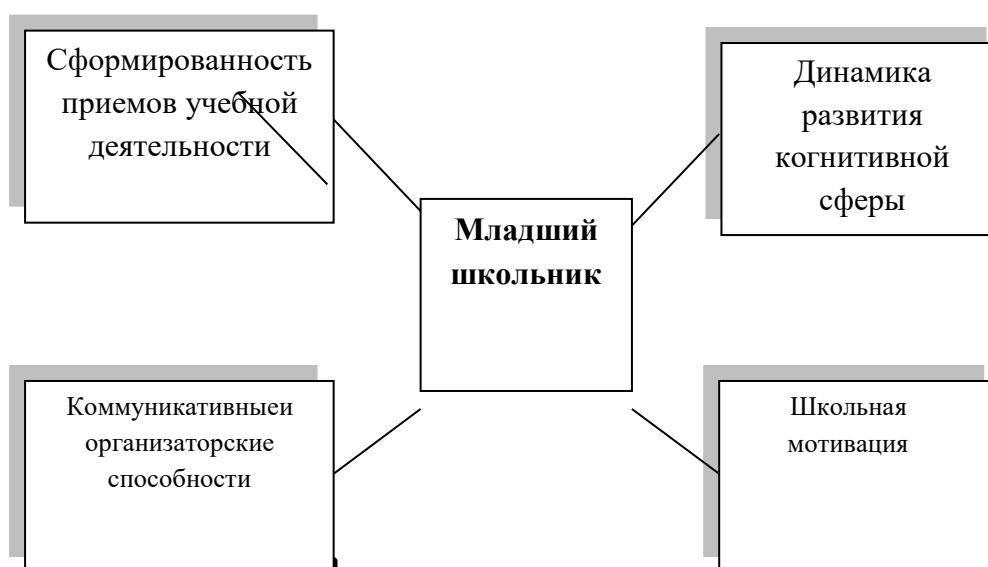 Сформированность
приемов учебной
деятельности
Динамика
развития
когнитивной
сферы
Младший
школьник
Коммуникативныеи
организаторские
способности
Школьная
мотивация